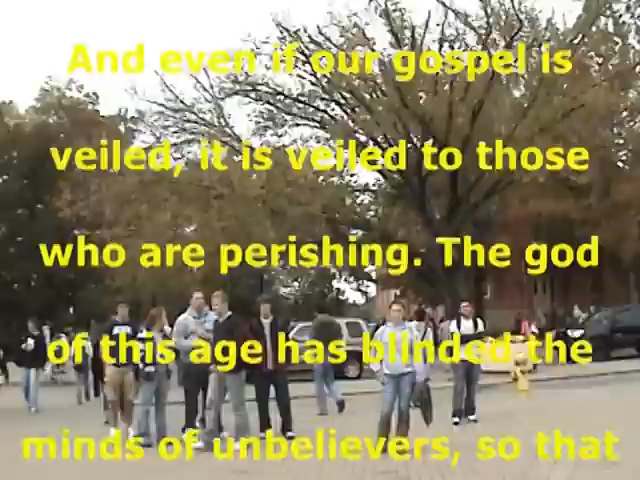 And even if our gospel is
veiled, it is veiled to those
who are perishing. The god
of this age has blinded the
minds of unbelievers, so that